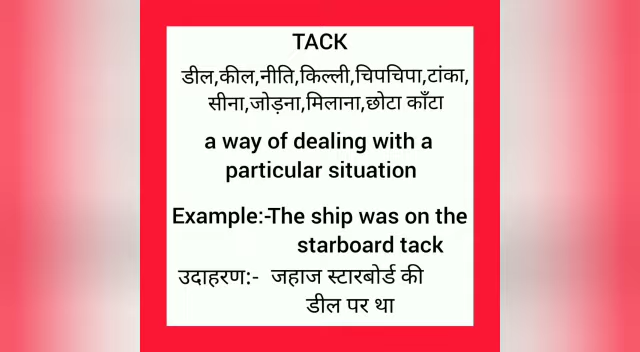 TACK
डील,कील,नीति,किल्ली,चिपचिपा,टांका,
सीना,जोड़ना,मिलाना,छोटा काँटा
a way of dealing with a
particular situation
Example:-The ship was on the
starboard tack
उदाहरण:- जहाज स्टारबोर्ड की
डील पर था